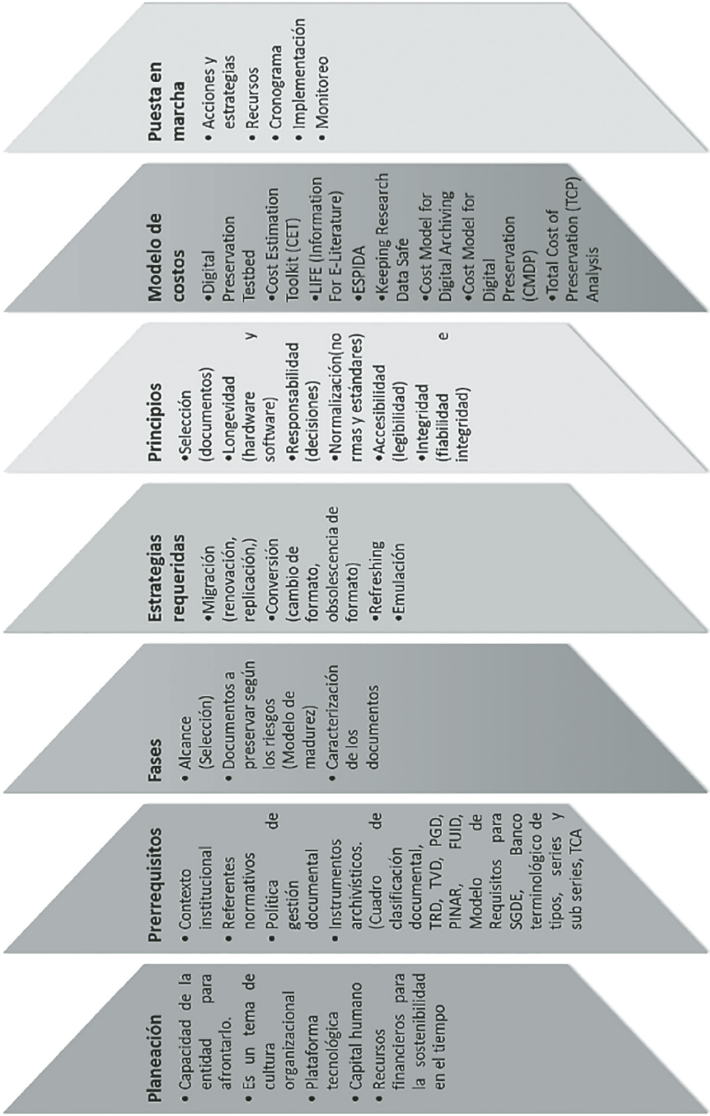 Planeación
• Capacidad de la
entidad para
afrontarlo.
• Es un tema de
cultura
organizacional
• Plataforma
tecnológica
• Capital humano
• Recursos
financieros para
la sostenibilidad
en el tiempo
Prerrequisitos
• Contexto
institucional
• Referentes
normativos
• Política de
gestión
documental
• Instrumentos
archivísticos.
(Cuadro de
clasificación
documental),
TRD, TVD, PGD,
PINAR, FUID,
Modelo de
Requisitos para
SGDE, Banco
terminológico de
tipos, series y
sub series, TCA
Fases
• Alcance
(Selección)
• Documentos a
preservar según
los riesgos
(Modelo de
madurez)
• Caracterización
de los
documentos
Estrategias
requeridas
•Migración
(renovación,
replicación,)
•Conversión
(cambio de
formato,
obsolescencia de
formato)
•Refreshing
•Emulación
Principios
•Selección
(documentos)
•Longevidad
(hardware y
software)
•Responsabilidad
(decisiones)
•Normalización(no
rmas y estándares)
•Accesibilidad
(legibilidad)
•Integridad
(fiabilidad e
integridad)
Modelo de
costos
•Digital
Preservation
Testbed
•Cost Estimation
Toolkit (CET)
•LIFE (Information
For E-Literature)
•ESPIDA
•Keeping Research
Data Safe
•Cost Model for
Digital Archiving
•Cost Model for
Digital
Preservation
(CMDP)
•Total Cost of
Preservation (TCP)
Analysis
Puesta en
marcha
• Acciones y
estrategias
• Recursos
• Cronograma
• Implementación
• Monitoreo